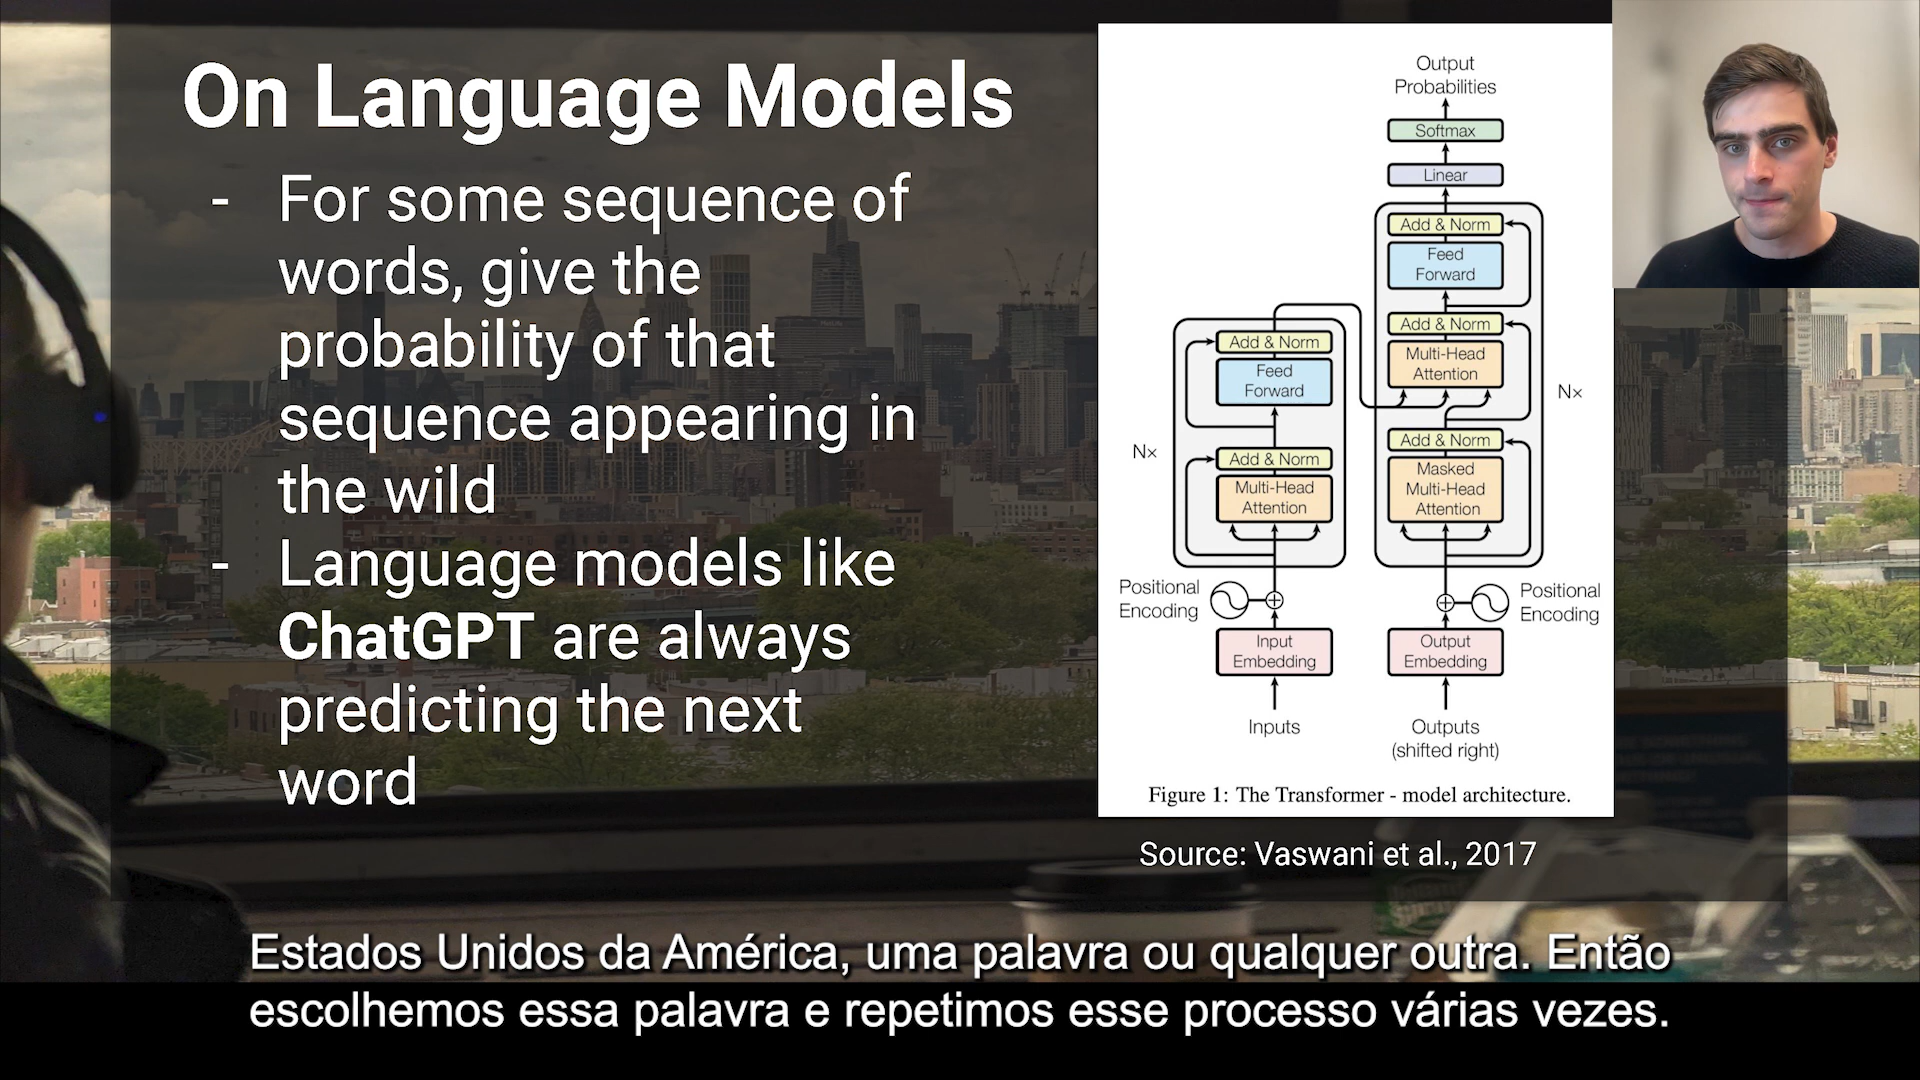 On Language Models
- For some sequence of
words, give the
probability of that
sequence appearing in
the wild
- Language models like
ChatGPT are always
predicting the next
word
Output
Probabilities
Softmax
Linear
Add & Norm
Feed
Forward
Add & Norm
Multi-Head
Attention
Nx
Add & Norm
Masked
Multi-Head
Attention
Add & Norm
Feed
Forward
Nx
Add & Norm
Multi-Head
Attention
Positional
Encoding
Positional
Encoding
Input
Embedding
Output
Embedding
Inputs
Outputs
(shifted right)
Figure 1: The Transformer - model architecture.
Source: Vaswani et al., 2017
Estados Unidos da América, uma palavra ou qualquer outra. Então
escolhemos essa palavra e repetimos esse processo várias vezes.